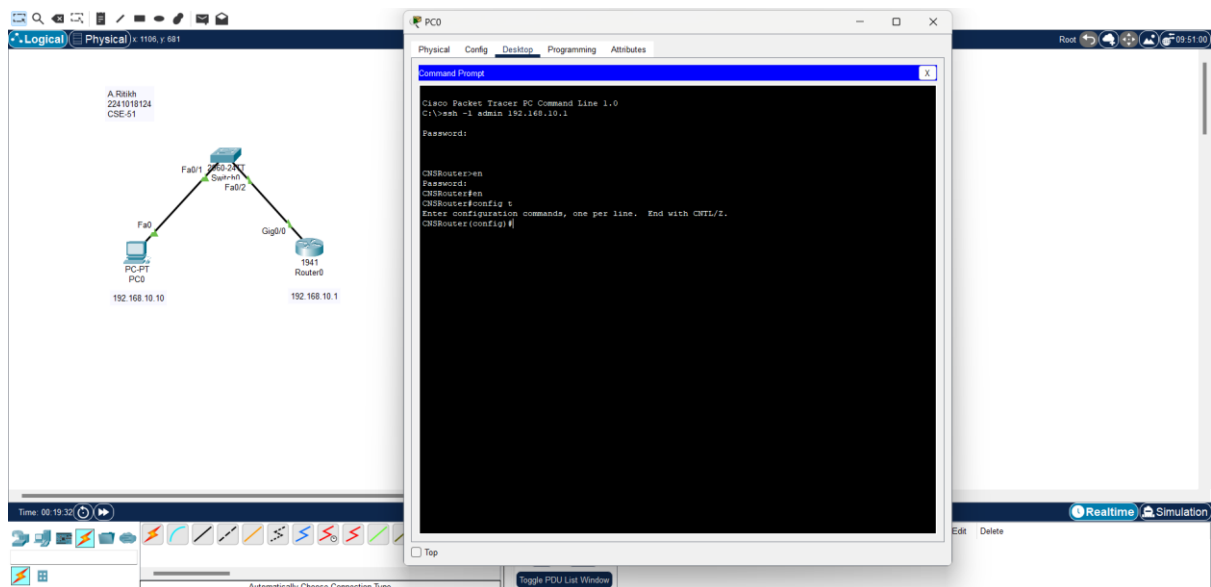 PC0
Logical
Physical
x: 1106, y: 681
Root
09:51:00
Physical Config Desktop Programming Attributes
Command Prompt
X
A.Ritikh
2241018124
CSE-51
Cisco Packet Tracer PC Command Line 1.0
C:\>ssh -l admin 192.168.10.1
Password:
CNSRouter>en
Password:
CNSRouter#en
CNSRouter#config t
Enter configuration commands, one per line.  End with CNTL/Z.
CNSRouter(config)#
Fa0/1
2960-24TT
Switch0
Fa0/2
Fa0
Gig0/0
PC-PT
PC0
1941
Router0
192.168.10.10
192.168.10.1
Time: 00:19:32
Realtime
Simulation
Edit Delete
Top
Toggle PDU List Window
Automatically Choose Connection Type